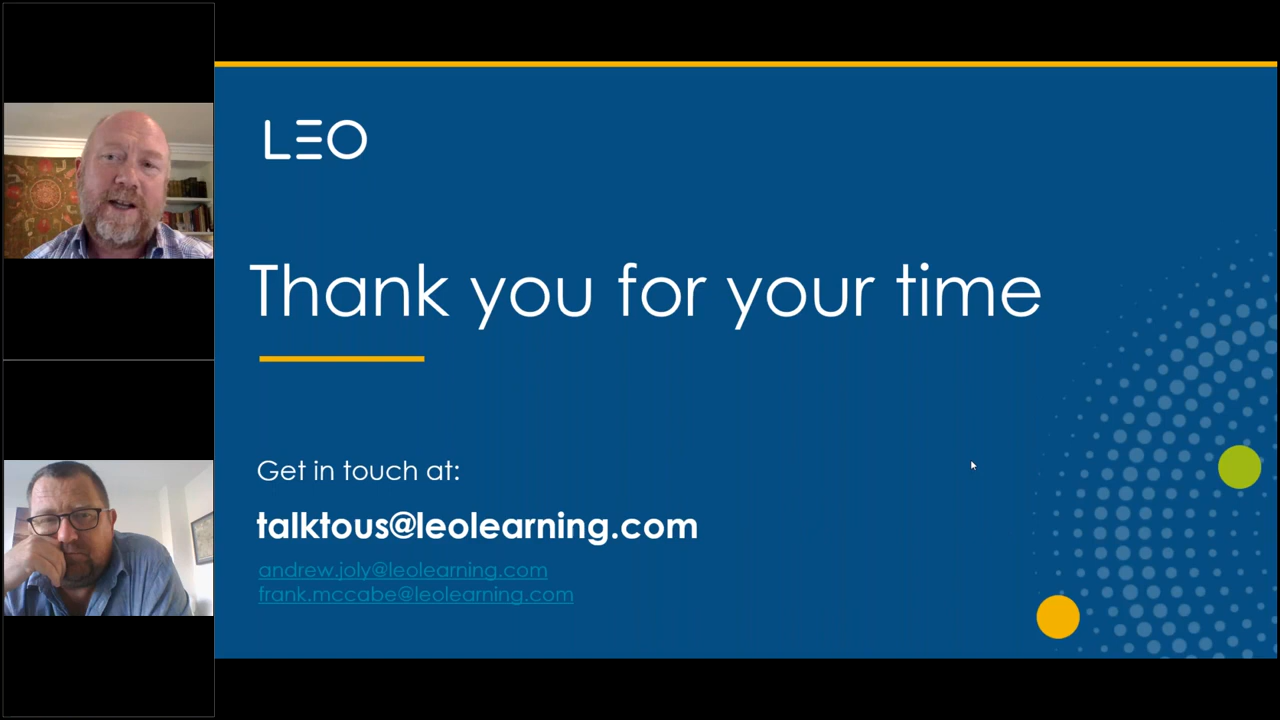 LEO
Thank you for your time
Get in touch at:
talktous@leolearning.com
andrew.joly@leolearning.com
frank.mccabe@leolearning.com